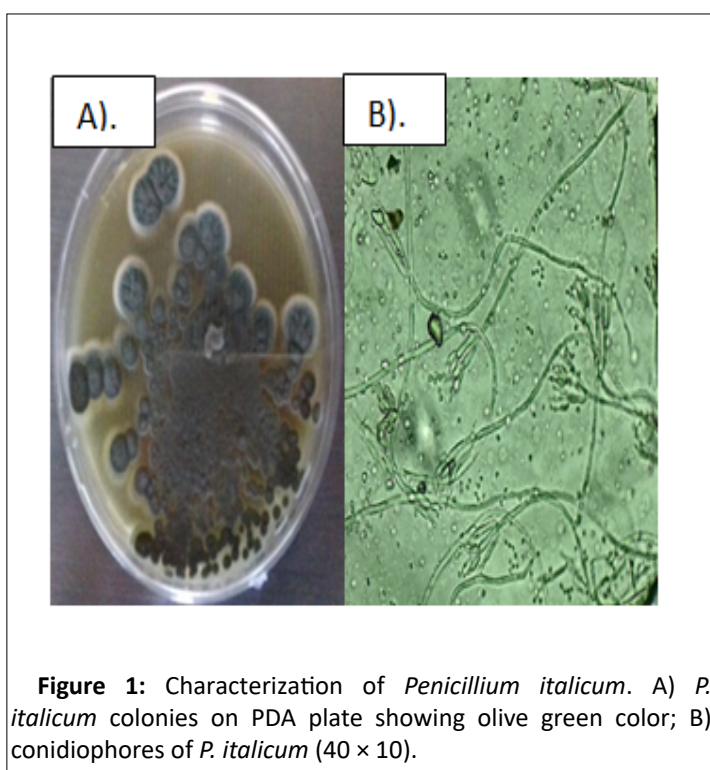 A).
B).
Figure 1: Characterization of Penicillium italicum. A) P.
italicum colonies on PDA plate showing olive green color; B)
conidiophores of P. italicum (40 × 10).